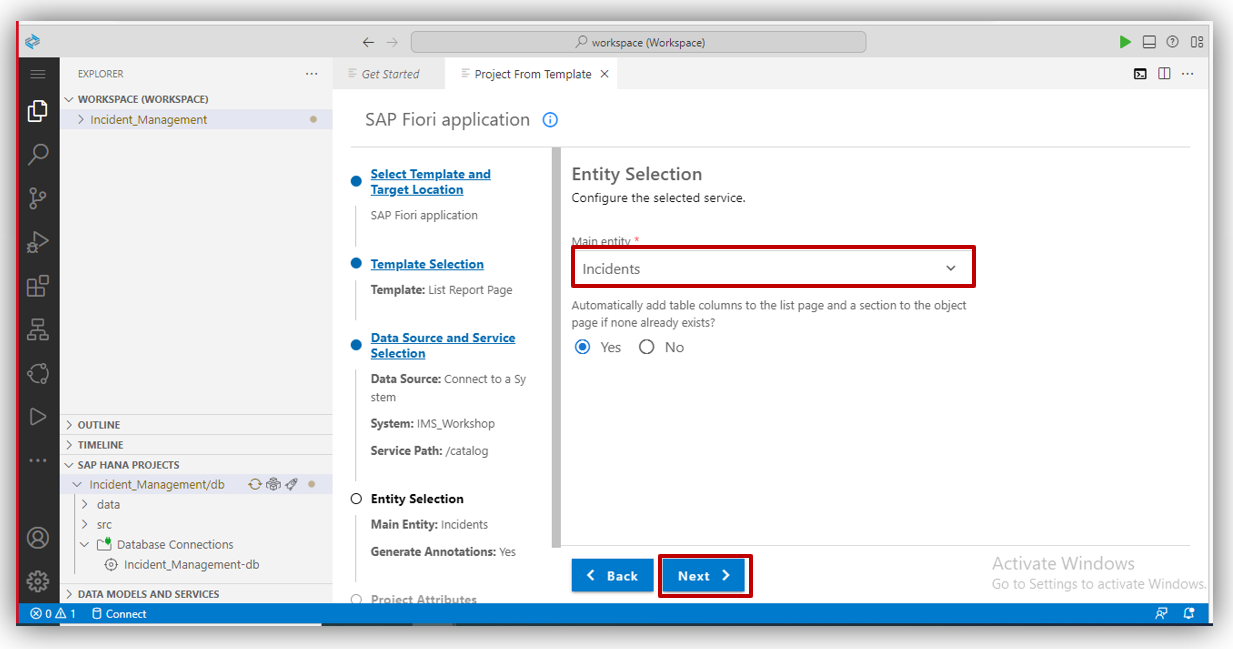 workspace (Workspace)
EXPLORER
Get Started
Project From Template
WORKSPACE (WORKSPACE)
Incident_Management
OUTLINE
TIMELINE
SAP HANA PROJECTS
Incident_Management/db
data
src
Database Connections
Incident_Management-db
DATA MODELS AND SERVICES
SAP Fiori application
Select Template and
Target Location
SAP Fiori application
Template Selection
Template: List Report Page
Data Source and Service
Selection
Data Source: Connect to a Sy
stem
System: IMS_Workshop
Service Path: /catalog
Entity Selection
Main Entity: Incidents
Generate Annotations: Yes
Project Attributes
Entity Selection
Configure the selected service.
Main entity *
Incidents
Automatically add table columns to the list page and a section to the object
page if none already exists?
Yes No
Back Next
Activate Windows
Go to Settings to activate Windows.
0 1 Connect